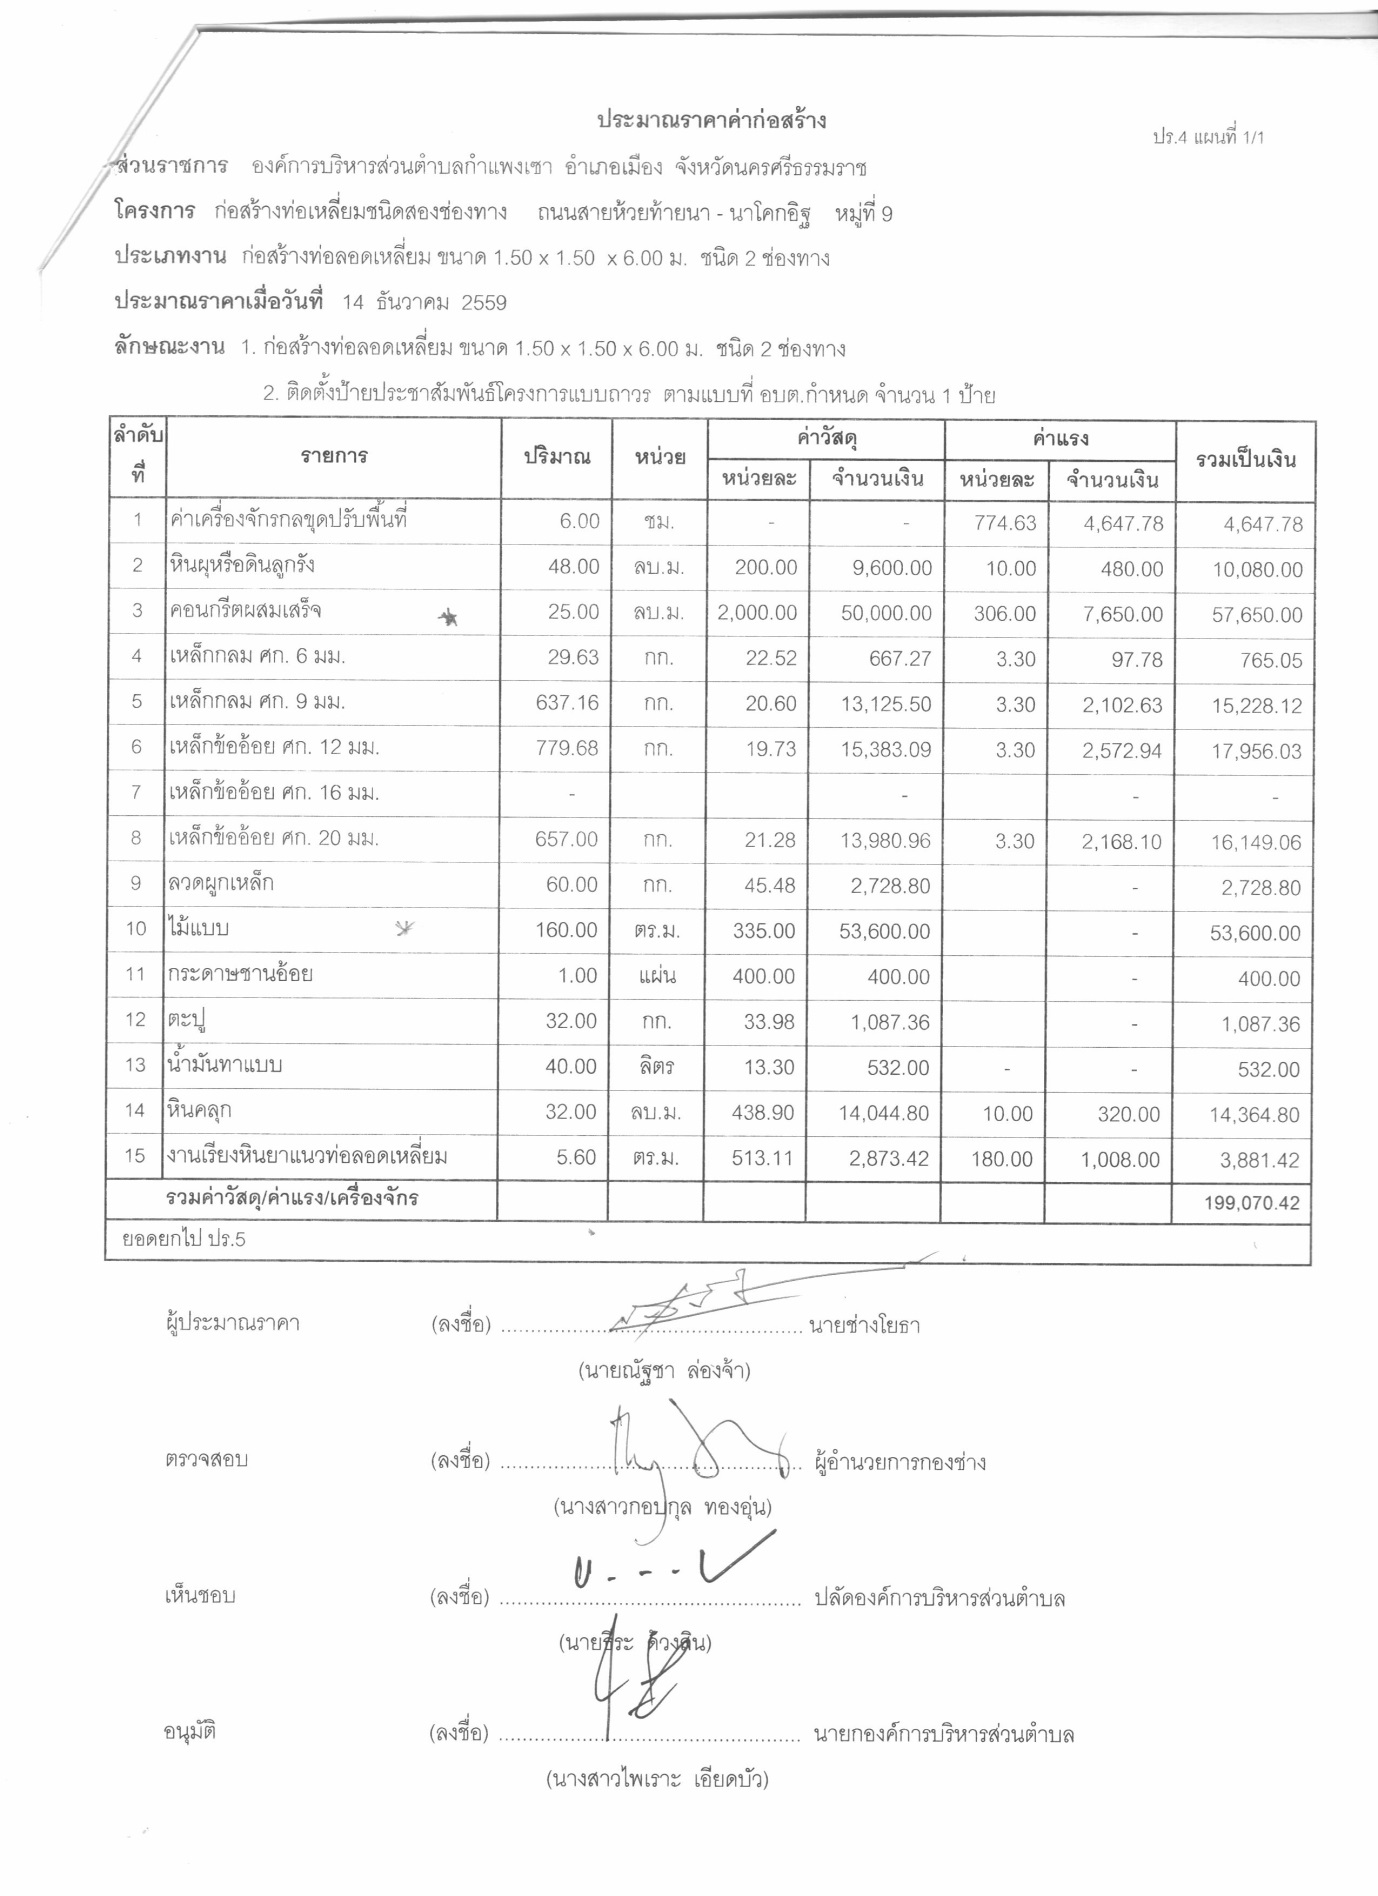 ประมาณราคาค่าก่อสร้าง
ปร.4 แผนที่ 1/1
ส่วนราชการ องค์การบริหารส่วนตำบลกำแพงเซา อำเภอเมือง จังหวัดนครศรีธรรมราช
โครงการ ก่อสร้างท่อเหลี่ยมชนิดสองช่องทาง ถนนสายห้วยท้ายนา - นาโคกอิฐ หมู่ที่ 9
ประเภทงาน ก่อสร้างท่อลอดเหลี่ยม ขนาด 1.50 x 1.50 x 6.00 ม. ชนิด 2 ช่องทาง
ประมาณราคาเมื่อวันที่ 14 ธันวาคม 2559
ลักษณะงาน 1. ก่อสร้างท่อลอดเหลี่ยม ขนาด 1.50 x 1.50 x 6.00 ม. ชนิด 2 ช่องทาง
2. ติดตั้งป้ายประชาสัมพันธ์โครงการแบบถาวร ตามแบบที่ อบต.กำหนด จำนวน 1 ป้าย
ลำดับที่ รายการ ปริมาณ หน่วย ค่าวัสดุ ค่าแรง รวมเป็นเงิน
หน่วยละ จำนวนเงิน หน่วยละ จำนวนเงิน
1 ค่าเครื่องจักรกลขุดปรับพื้นที่ 6.00 ชม. - - 774.63 4,647.78 4,647.78
2 หินผุหรือดินลูกรัง 48.00 ลบ.ม. 200.00 9,600.00 10.00 480.00 10,080.00
3 คอนกรีตผสมเสร็จ 25.00 ลบ.ม. 2,000.00 50,000.00 306.00 7,650.00 57,650.00
4 เหล็กกลม ศก. 6 มม. 29.63 กก. 22.52 667.27 3.30 97.78 765.05
5 เหล็กกลม ศก. 9 มม. 637.16 กก. 20.60 13,125.50 3.30 2,102.63 15,228.12
6 เหล็กข้ออ้อย ศก. 12 มม. 779.68 กก. 19.73 15,383.09 3.30 2,572.94 17,956.03
7 เหล็กข้ออ้อย ศก. 16 มม. - - - -
8 เหล็กข้ออ้อย ศก. 20 มม. 657.00 กก. 21.28 13,980.96 3.30 2,168.10 16,149.06
9 ลวดผูกเหล็ก 60.00 กก. 45.48 2,728.80 - 2,728.80
10 ไม้แบบ 160.00 ตร.ม. 335.00 53,600.00 - 53,600.00
11 กระดาษชานอ้อย 1.00 แผ่น 400.00 400.00 - 400.00
12 ตะปู 32.00 กก. 33.98 1,087.36 - 1,087.36
13 น้ำมันทาแบบ 40.00 ลิตร 13.30 532.00 - - 532.00
14 หินคลุก 32.00 ลบ.ม. 438.90 14,044.80 10.00 320.00 14,364.80
15 งานเรียงหินยาแนวท่อลอดเหลี่ยม 5.60 ตร.ม. 513.11 2,873.42 180.00 1,008.00 3,881.42
รวมค่าวัสดุ/ค่าแรง/เครื่องจักร 199,070.42
ยอดยกไป ปร.5
ผู้ประมาณราคา (ลงชื่อ) .................................................. นายช่างโยธา
(นายณัฐชา ล่องจ้า)
ตรวจสอบ (ลงชื่อ) .................................................. ผู้อำนวยการกองช่าง
(นางสาวกอบกุล ทองอุ่น)
เห็นชอบ (ลงชื่อ) .................................................. ปลัดองค์การบริหารส่วนตำบล
(นายธีระ ด้วงสิน)
อนุมัติ (ลงชื่อ) .................................................. นายกองค์การบริหารส่วนตำบล
(นางสาวไพเราะ เอียดบัว)